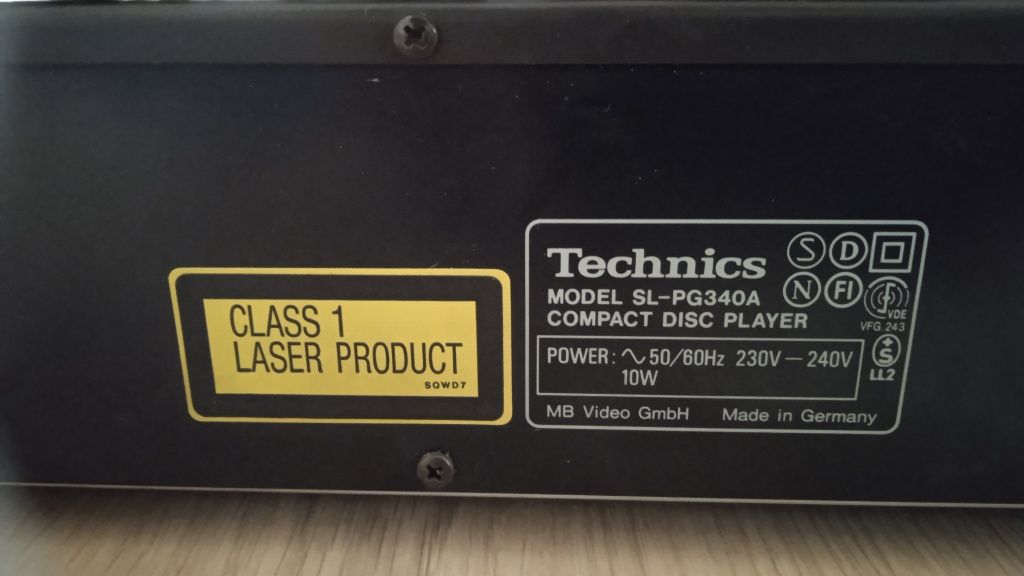 CLASS 1
LASER PRODUCT
SQWD7
Technics
MODEL SL-PG340A
COMPACT DISC PLAYER
S D
N FI
VDE
VFG 243
S
LL2
POWER: ∿ 50/60Hz 230V — 240V
10W
MB Video GmbH Made in Germany